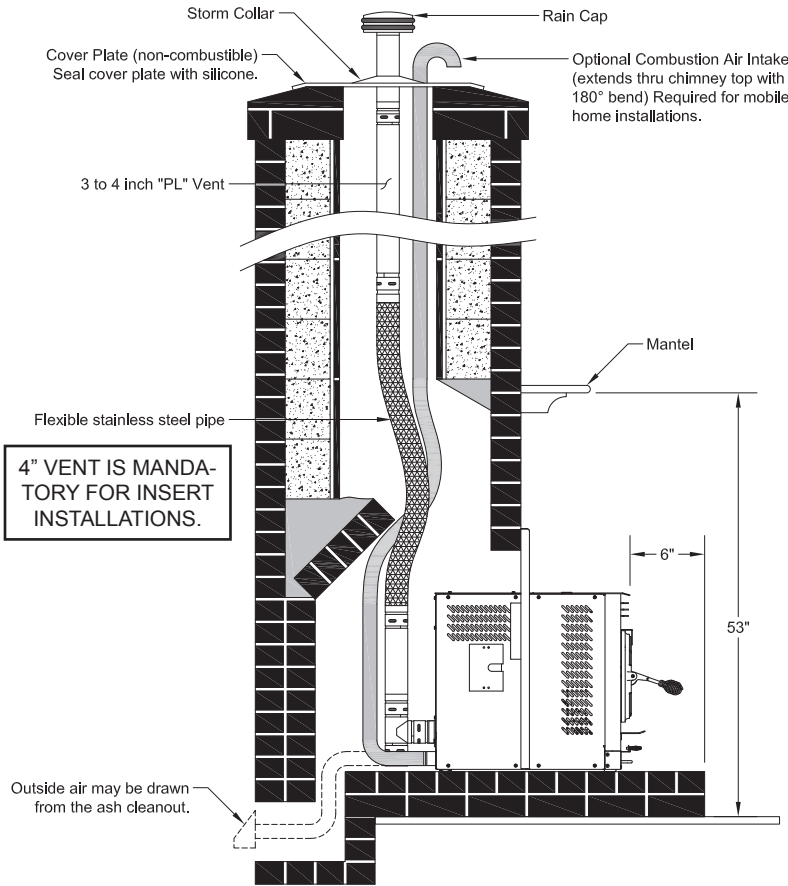 Storm Collar
Rain Cap
Cover Plate (non-combustible)
Seal cover plate with silicone.
Optional Combustion Air Intake
(extends thru chimney top with
180° bend) Required for mobile
home installations.
3 to 4 inch "PL" Vent
Mantel
Flexible stainless steel pipe
4” VENT IS MANDA-
TORY FOR INSERT
INSTALLATIONS.
6"
53"
Outside air may be drawn
from the ash cleanout.